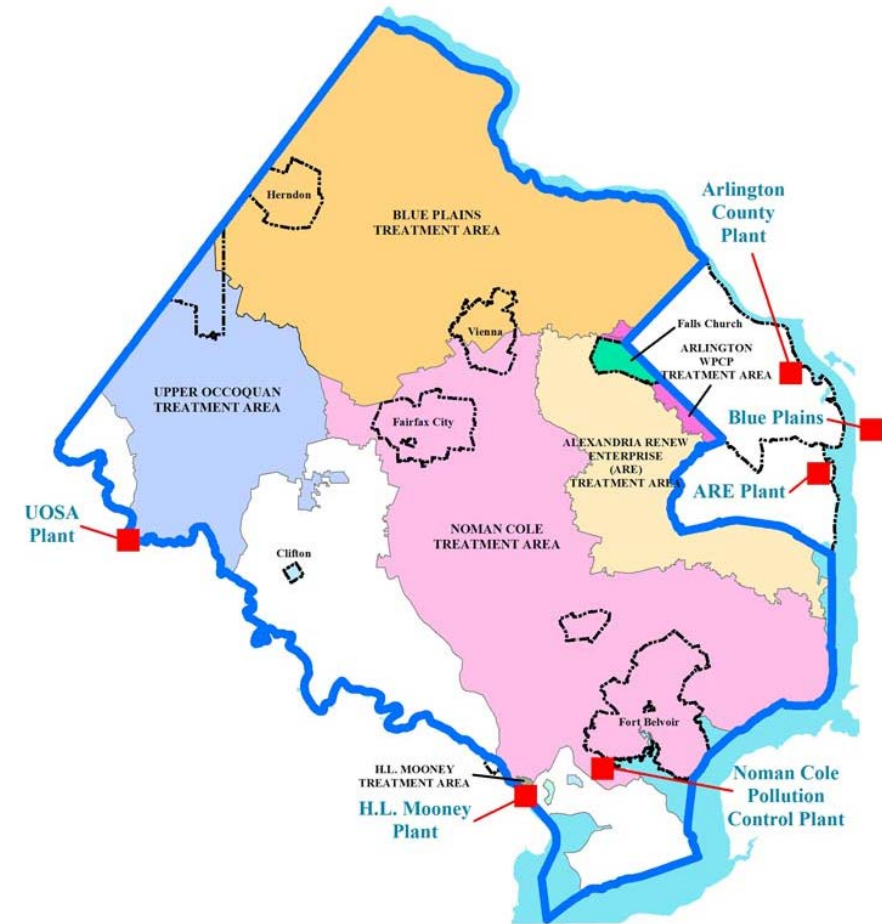 Herndon
BLUE PLAINS
TREATMENT AREA
Arlington
County
Plant
Vienna
Falls Church
ARLINGTON
WPCP
TREATMENT AREA
UPPER OCCOQUAN
TREATMENT AREA
Fairfax City
Blue Plains
ALEXANDRIA RENEW
ENTERPRISE
(ARE)
TREATMENT AREA
ARE Plant
UOSA
Plant
NOMAN COLE
TREATMENT AREA
Clifton
Fort Belvoir
H.L. MOONEY
TREATMENT AREA
H.L. Mooney
Plant
Noman Cole
Pollution
Control Plant